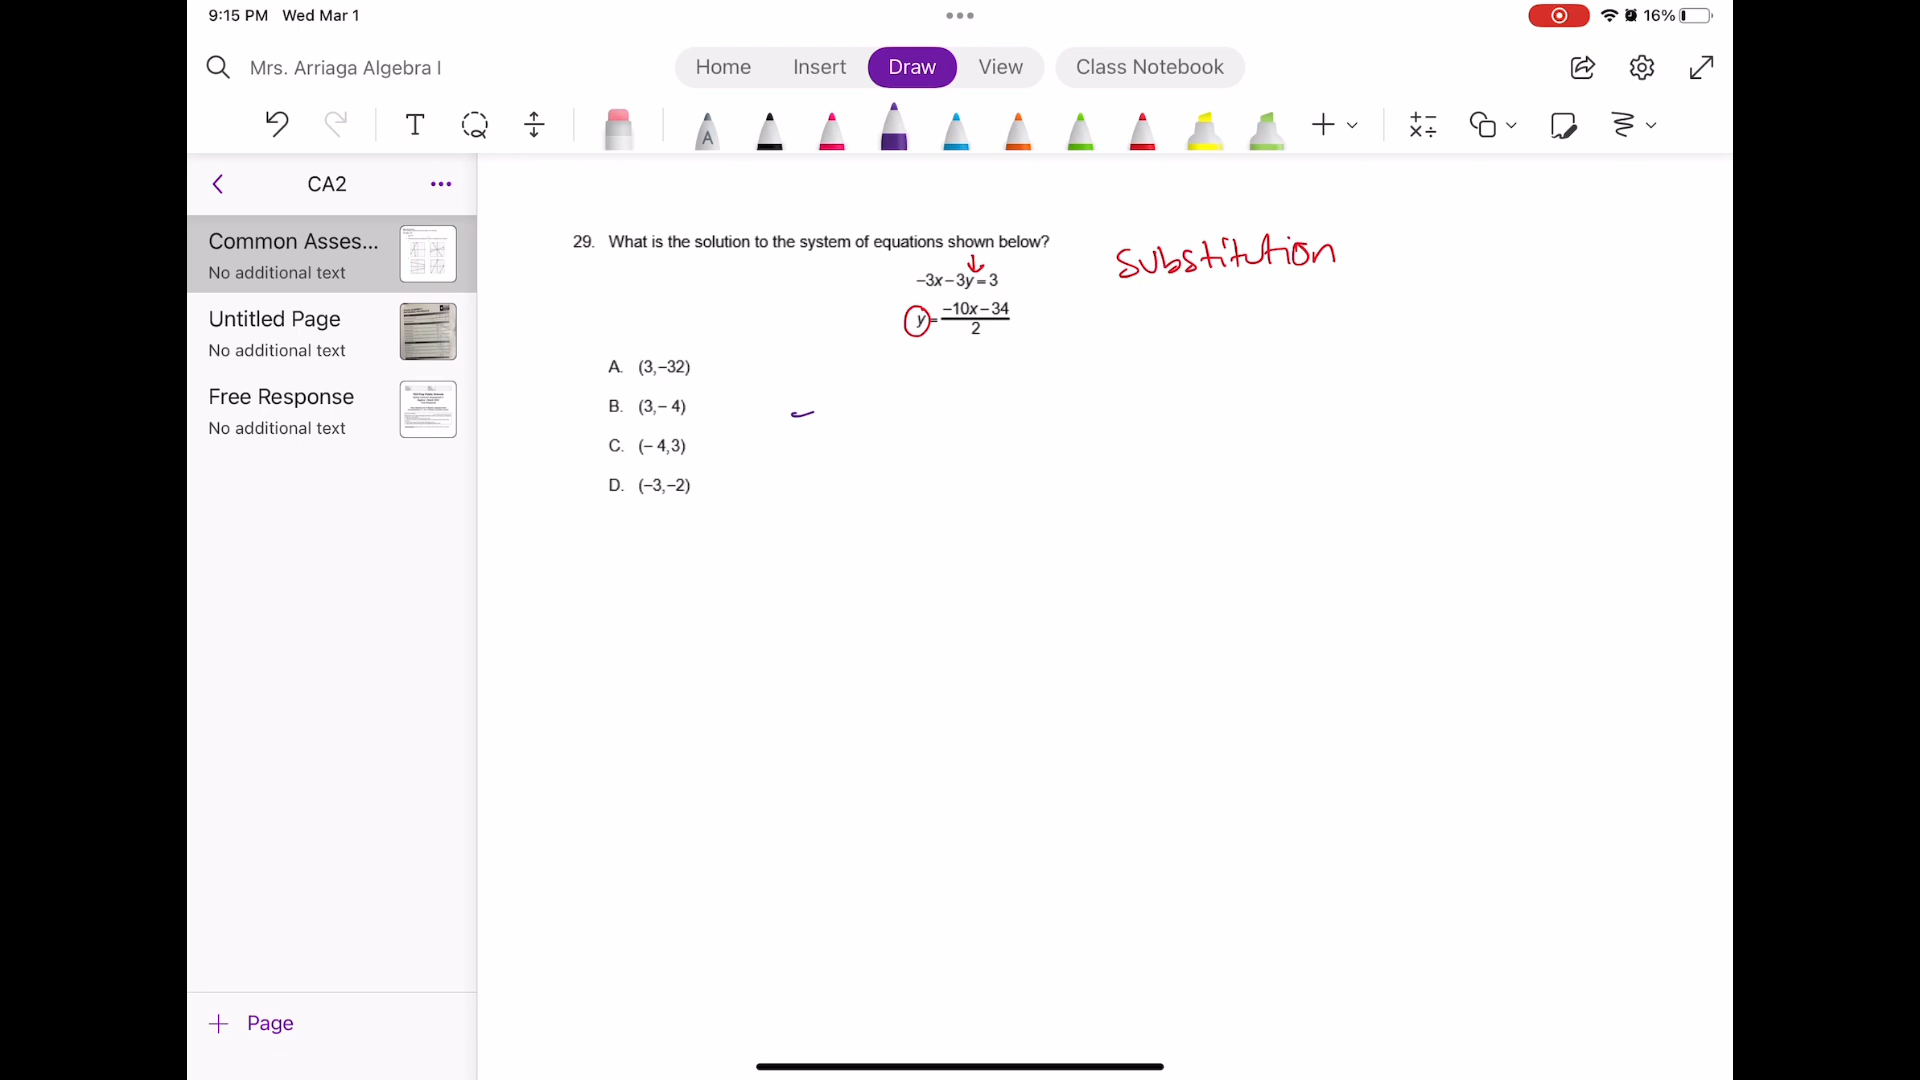 9:15 PM Wed Mar 1
16%
Mrs. Arriaga Algebra I
Home Insert Draw View Class Notebook
T
A
CA2
Common Asses...
No additional text
Untitled Page
No additional text
Free Response
No additional text
29. What is the solution to the system of equations shown below?
substitution
−3x−3y=3
y=
−10x−34
2
A. (3,−32)
B. (3,− 4)
C. (− 4,3)
D. (−3,−2)
Page